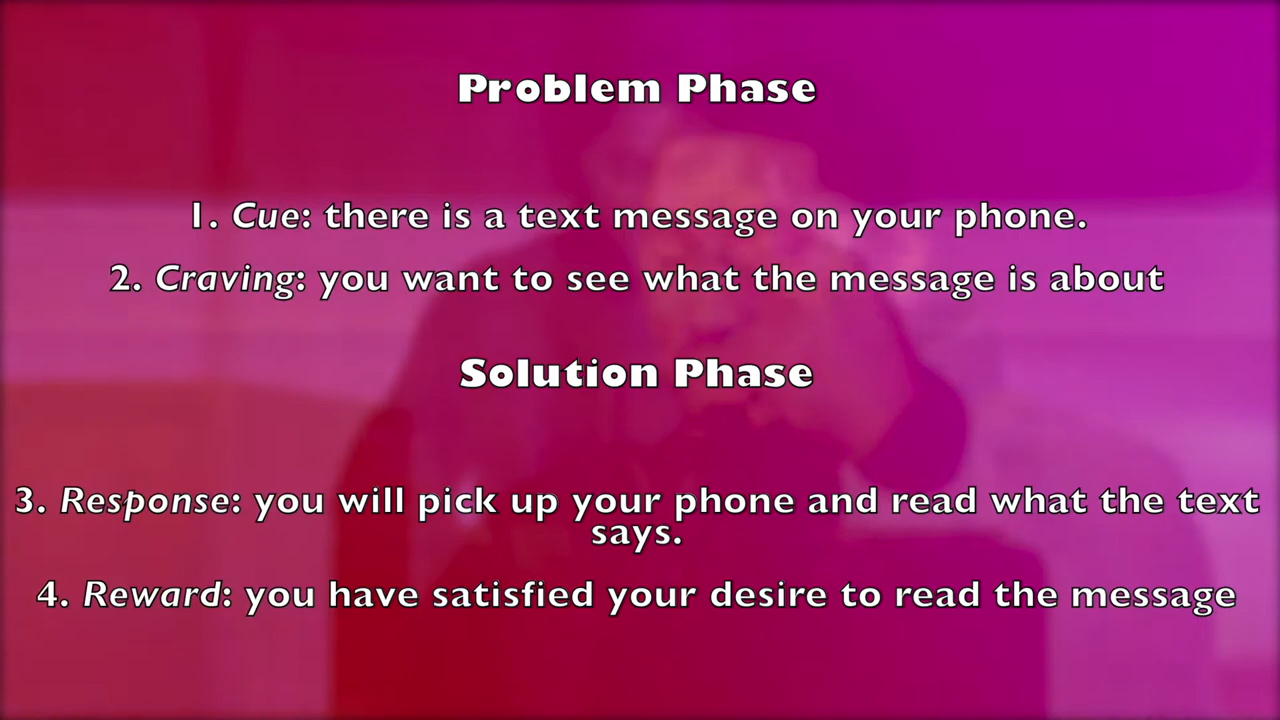 Problem Phase
1. Cue: there is a text message on your phone.
2. Craving: you want to see what the message is about
Solution Phase
3. Response: you will pick up your phone and read what the text
says.
4. Reward: you have satisfied your desire to read the message